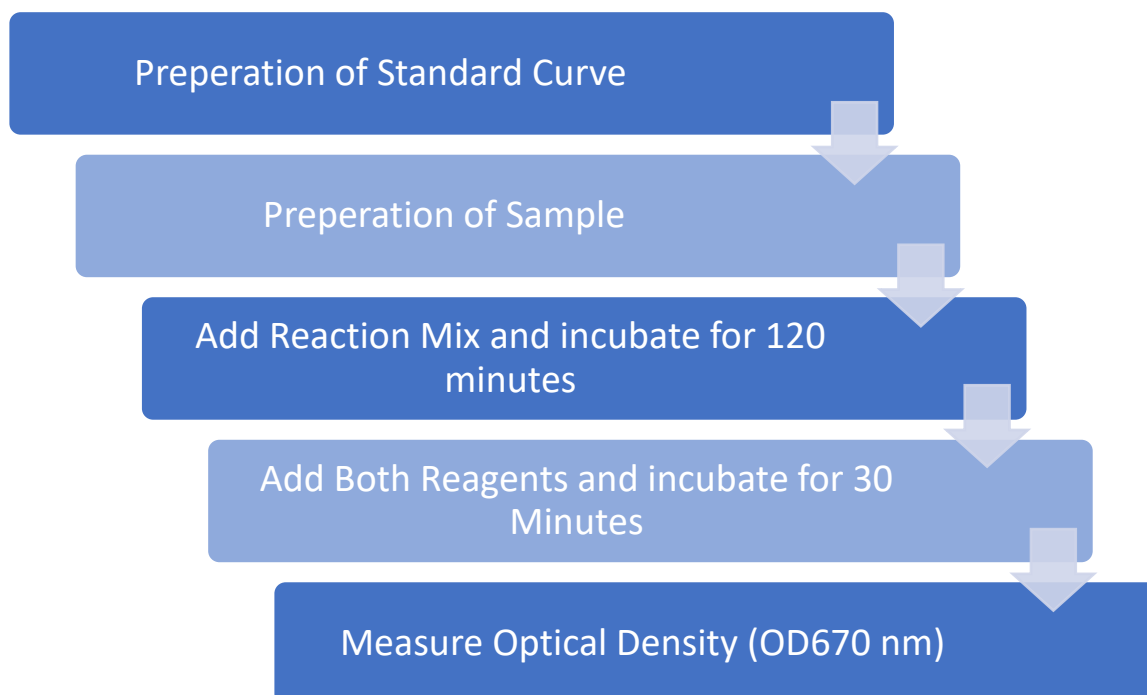 Preperation of Standard Curve
Preperation of Sample
Add Reaction Mix and incubate for 120
minutes
Add Both Reagents and incubate for 30
Minutes
Measure Optical Density (OD670 nm)